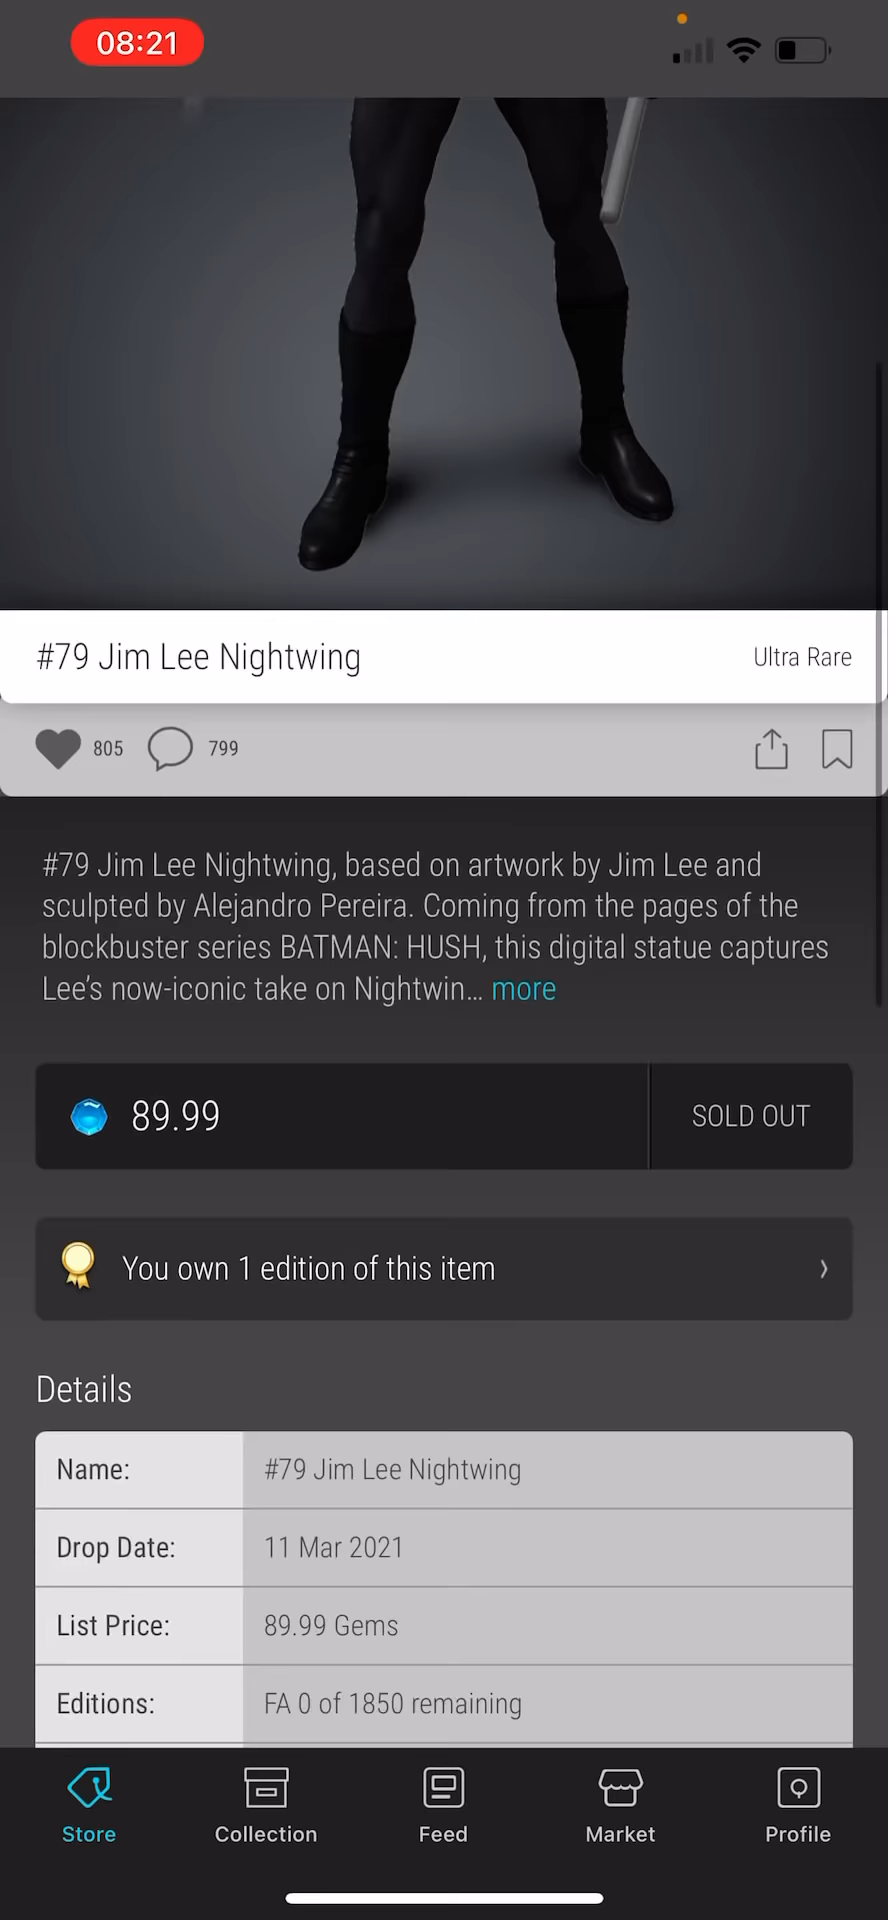 08:21
#79 Jim Lee Nightwing
Ultra Rare
805
799
#79 Jim Lee Nightwing, based on artwork by Jim Lee and
sculpted by Alejandro Pereira. Coming from the pages of the
blockbuster series BATMAN: HUSH, this digital statue captures
Lee’s now-iconic take on Nightwin... more
89.99
SOLD OUT
You own 1 edition of this item
Details
Name: #79 Jim Lee Nightwing
Drop Date: 11 Mar 2021
List Price: 89.99 Gems
Editions: FA 0 of 1850 remaining
Store
Collection
Feed
Market
Profile